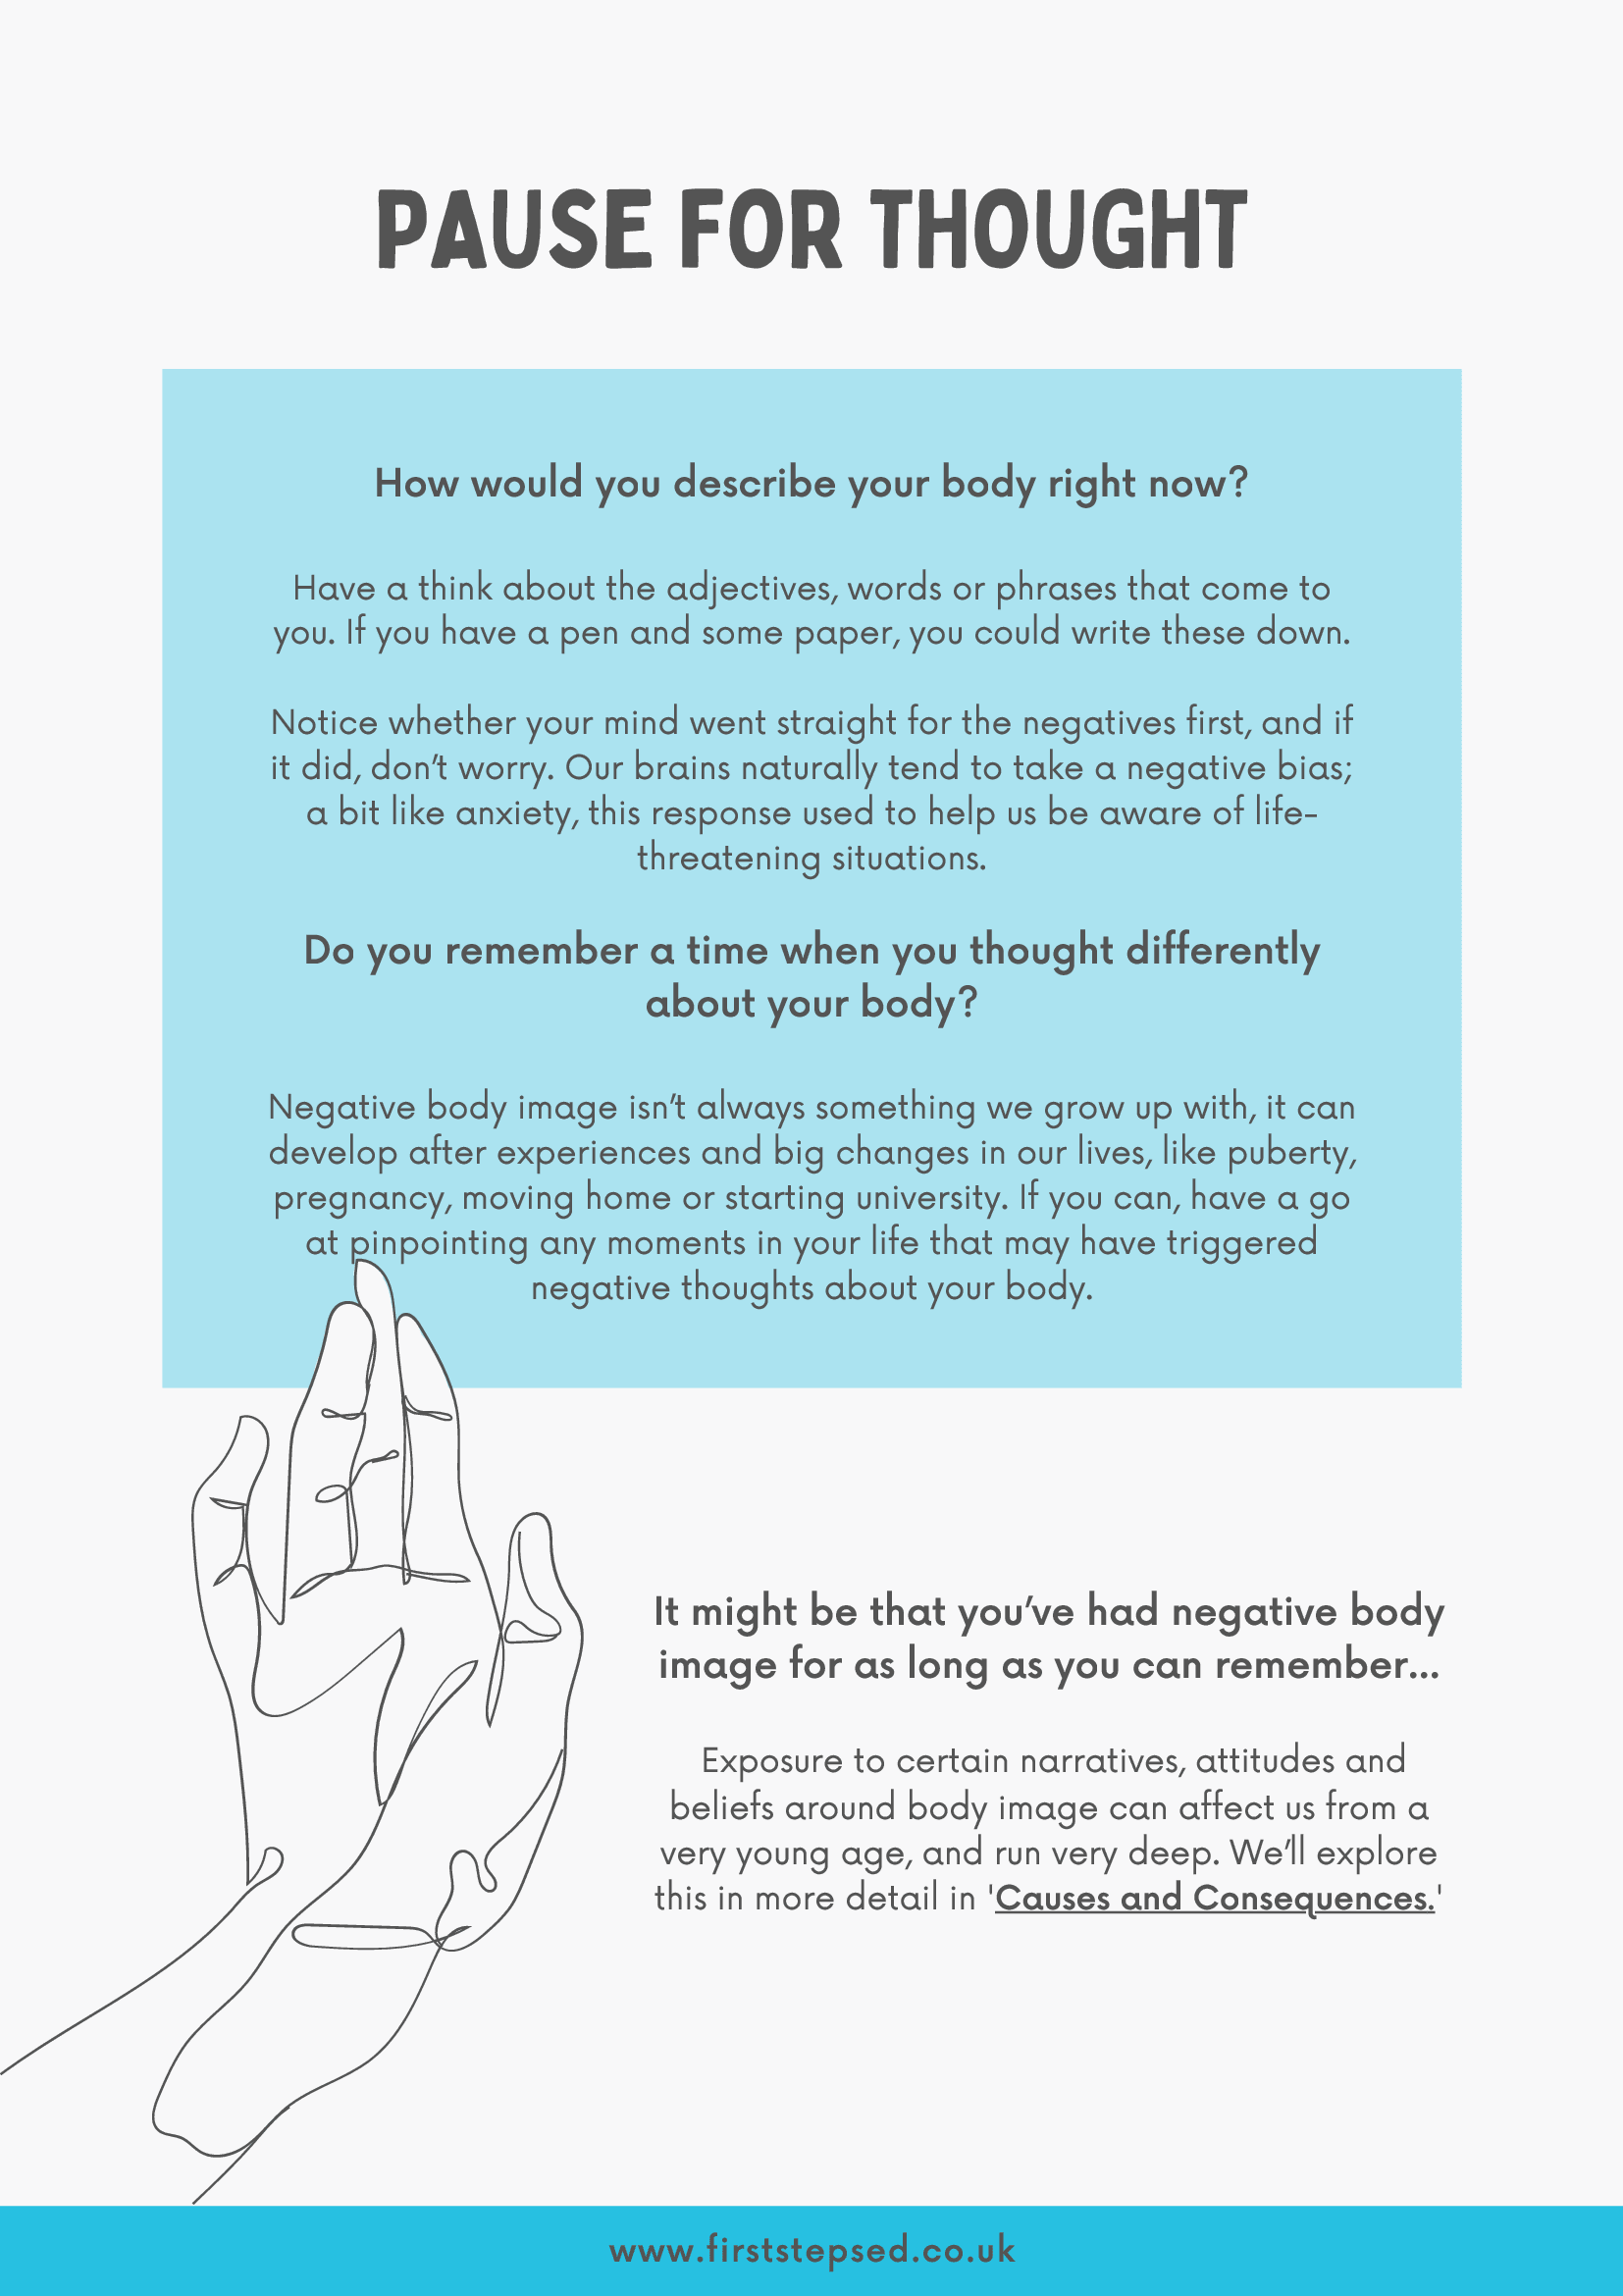 PAUSE FOR THOUGHT
How would you describe your body right now?
Have a think about the adjectives, words or phrases that come to
you. If you have a pen and some paper, you could write these down.
Notice whether your mind went straight for the negatives first, and if
it did, don't worry. Our brains naturally tend to take a negative bias;
a bit like anxiety, this response used to help us be aware of life-
threatening situations.
Do you remember a time when you thought differently
about your body?
Negative body image isn't always something we grow up with, it can
develop after experiences and big changes in our lives, like puberty,
pregnancy, moving home or starting university. If you can, have a go
at pinpointing any moments in your life that may have triggered
negative thoughts about your body.
It might be that you've had negative body
image for as long as you can remember...
Exposure to certain narratives, attitudes and
beliefs around body image can affect us from a
very young age, and run very deep. We'll explore
this in more detail in 'Causes and Consequences.'
www.firststepsed.co.uk